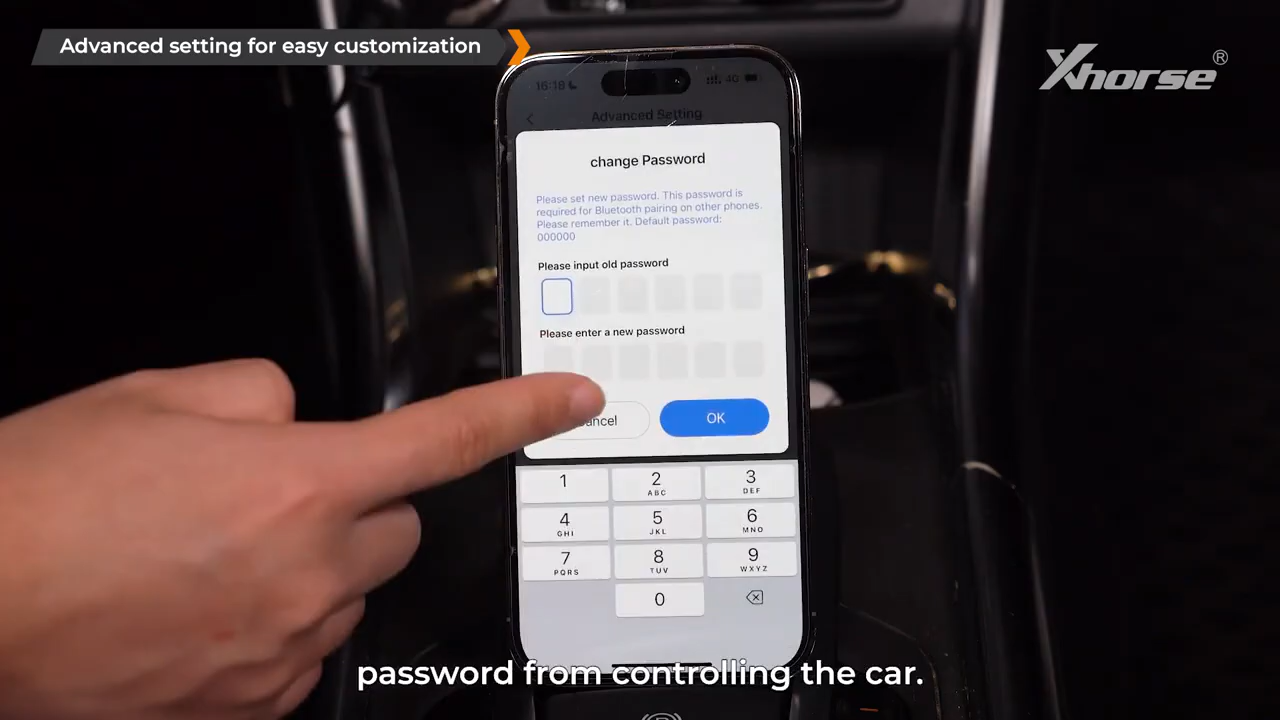 Advanced setting for easy customization
Xhorse®
16:18
4G
Advanced Setting
change Password
Please set new password. This password is
required for Bluetooth pairing on other phones.
Please remember it. Default password:
000000
Please input old password
Please enter a new password
Cancel
OK
1
2
ABC
3
DEF
4
GHI
5
JKL
6
MNO
7
PQRS
8
TUV
9
WXYZ
0
password from controlling the car.